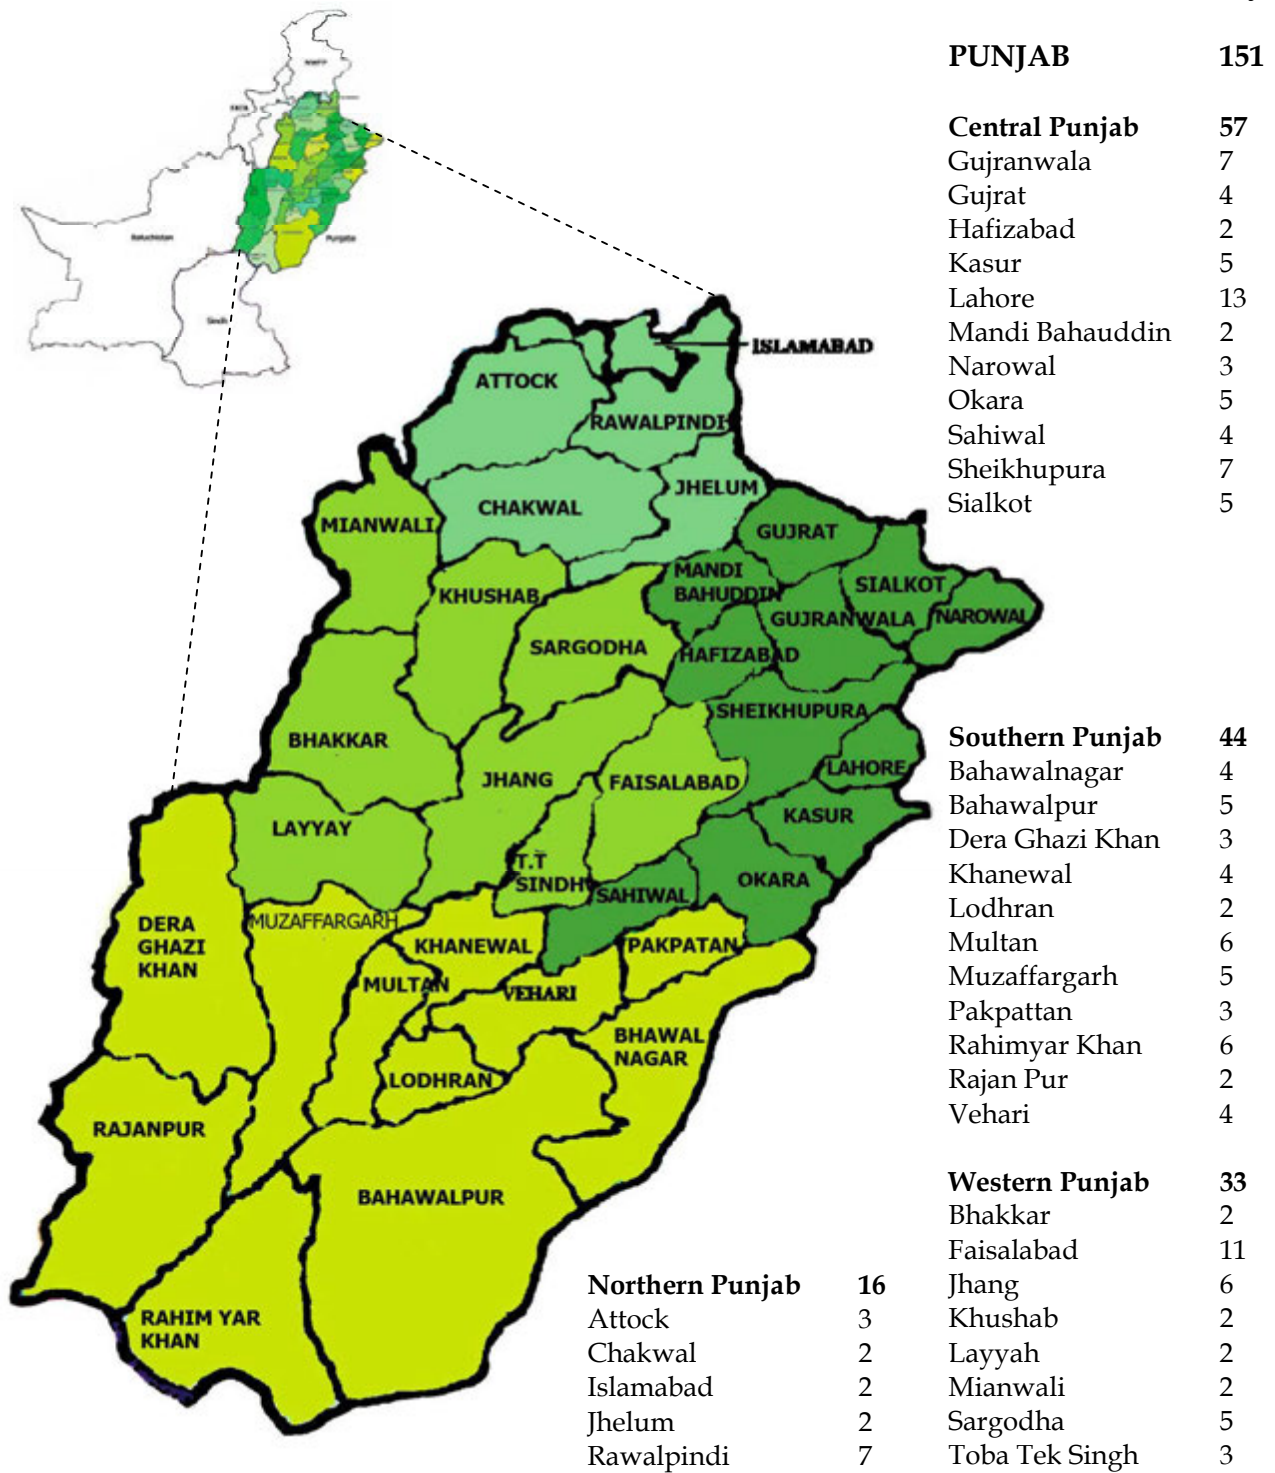 PUNJAB 151
Central Punjab 57
Gujranwala 7
Gujrat 4
Hafizabad 2
Kasur 5
Lahore 13
Mandi Bahauddin 2
Narowal 3
Okara 5
Sahiwal 4
Sheikhupura 7
Sialkot 5
Southern Punjab 44
Bahawalnagar 4
Bahawalpur 5
Dera Ghazi Khan 3
Khanewal 4
Lodhran 2
Multan 6
Muzaffargarh 5
Pakpattan 3
Rahimyar Khan 6
Rajan Pur 2
Vehari 4
Western Punjab 33
Bhakkar 2
Faisalabad 11
Jhang 6
Khushab 2
Layyah 2
Mianwali 2
Sargodha 5
Toba Tek Singh 3
Northern Punjab 16
Attock 3
Chakwal 2
Islamabad 2
Jhelum 2
Rawalpindi 7
NWFP
FATA
Baluchistan
Sindh
ISLAMABAD
ATTOCK
RAWALPINDI
JHELUM
CHAKWAL
MIANWALI
GUJRAT
MANDI
BAHUDDIN
SIALKOT
KHUSHAB
GUJRANWALA
NAROWAL
SARGODHA
HAFIZABAD
SHEIKHUPURA
BHAKKAR
JHANG
FAISALABAD
LAHORE
LAYYAY
KASUR
T.T
SINDH
SAHIWAL
OKARA
DERA
GHAZI
KHAN
MUZAFFARGARH
KHANEWAL
PAKPATAN
MULTAN
VEHARI
BHAWAL
NAGAR
LODHRAN
RAJANPUR
BAHAWALPUR
RAHIM YAR
KHAN